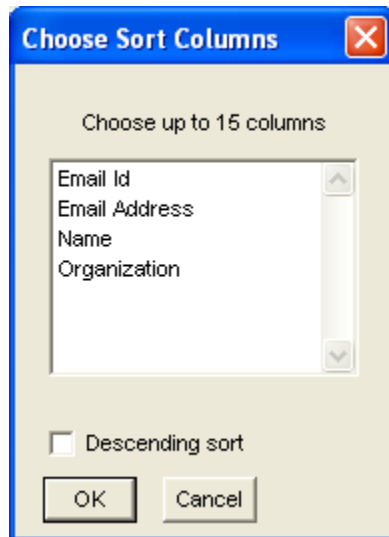 Choose Sort Columns
Choose up to 15 columns
Email Id
Email Address
Name
Organization
Descending sort
OK
Cancel